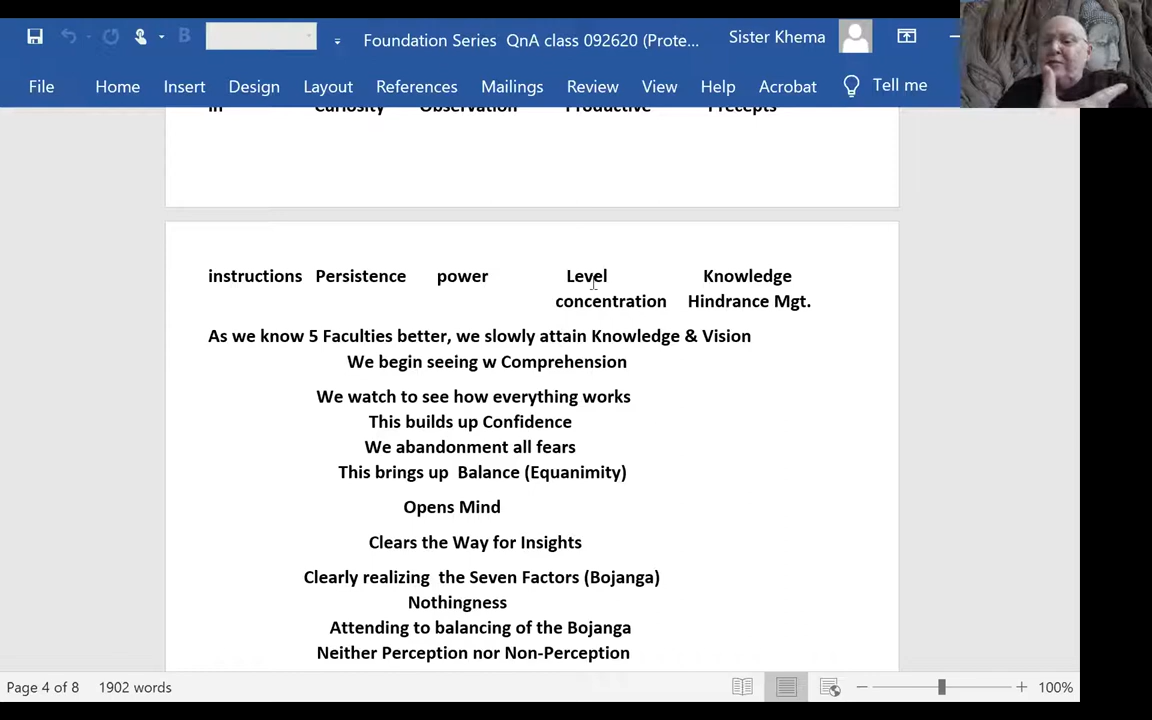 B
Foundation Series QnA class 092620 (Prote...
Sister Khema
File Home Insert Design Layout References Mailings Review View Help Acrobat Tell me
in Curiosity Observation Productive Precepts
instructions Persistence power Level Knowledge
concentration Hindrance Mgt.
As we know 5 Faculties better, we slowly attain Knowledge & Vision
We begin seeing w Comprehension
We watch to see how everything works
This builds up Confidence
We abandonment all fears
This brings up Balance (Equanimity)
Opens Mind
Clears the Way for Insights
Clearly realizing the Seven Factors (Bojanga)
Nothingness
Attending to balancing of the Bojanga
Neither Perception nor Non-Perception
Page 4 of 8 1902 words 100%